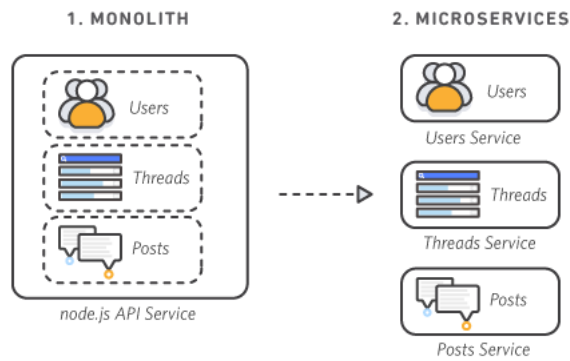 1. MONOLITH
Users
Threads
Posts
node.js API Service
2. MICROSERVICES
Users
Users Service
Threads
Threads Service
Posts
Posts Service